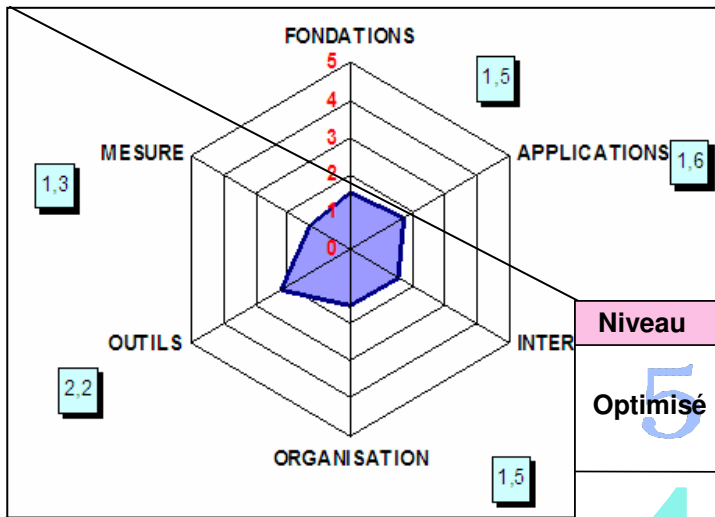 FONDATIONS
5
1,5
4
3
MESURE
APPLICATIONS
1,6
1,3
2
1
0
Niveau
OUTILS
INTER
5
Optimisé
2,2
ORGANISATION
1,5